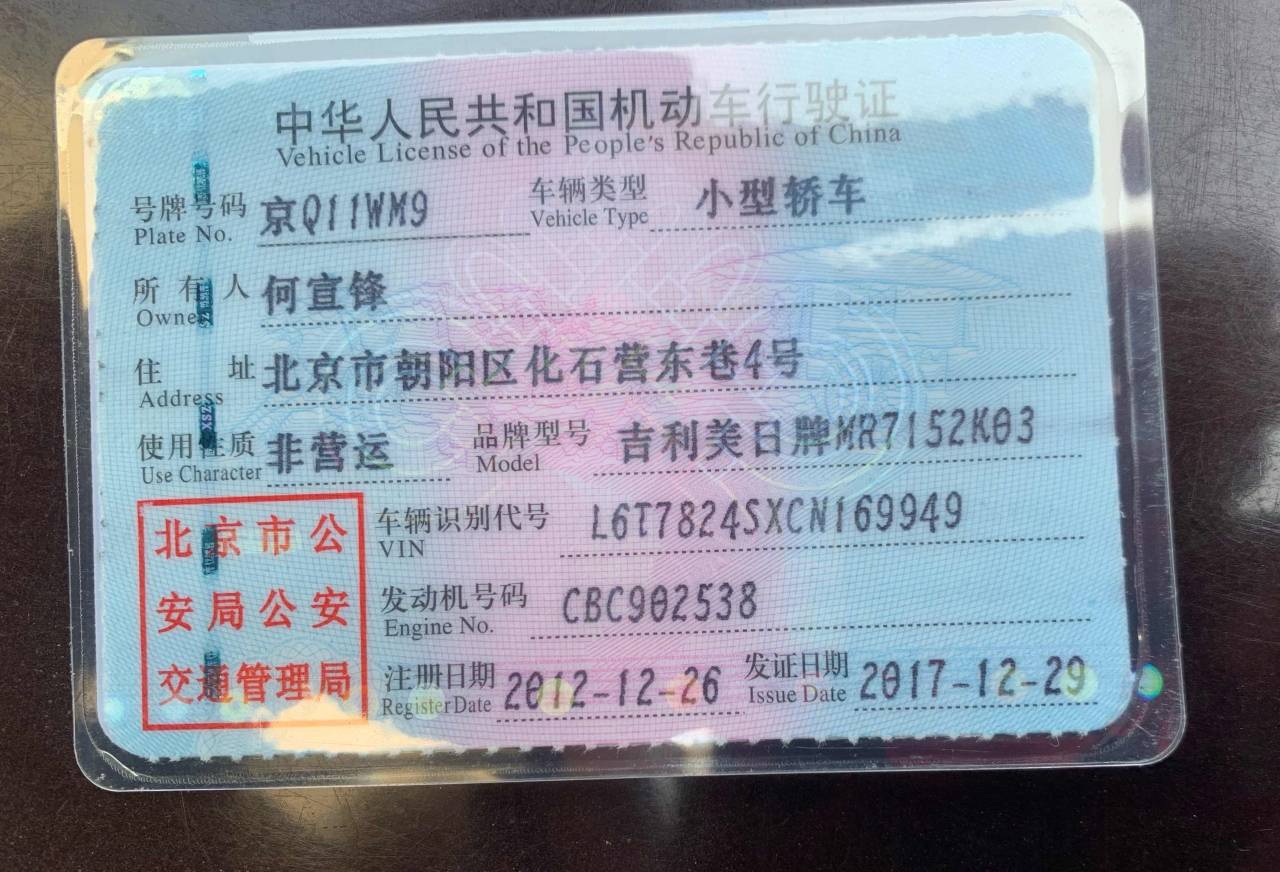 中华人民共和国机动车行驶证
Vehicle License of the People's Republic of China
号牌号码 京Q11WM9 车辆类型 小型轿车
Plate No. Vehicle Type
所有人 何宣锋
Owner
住址 北京市朝阳区化石营东巷4号
Address
使用性质 非营运 品牌型号 吉利美日牌MR7152K03
Use Character Model
北京市公
安局公安
交通管理局
车辆识别代号 L6T7824SXCN169949
VIN
发动机号码 CBC902538
Engine No.
注册日期 2012-12-26 发证日期 2017-12-29
Register Date Issue Date